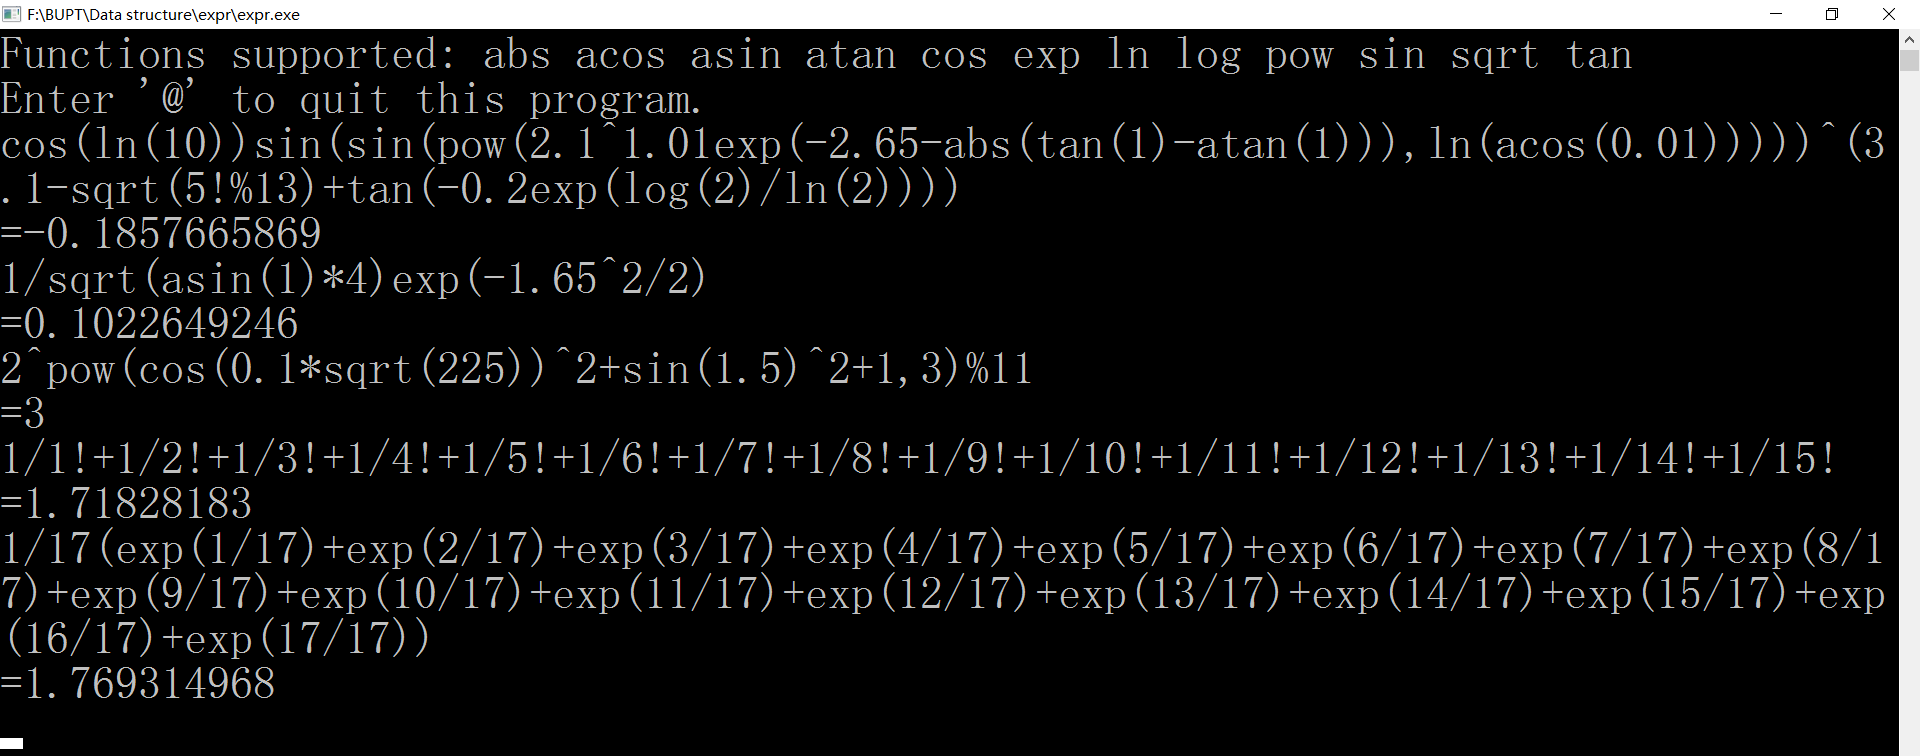 F:\BUPT\Data structure\expr\expr.exe
Functions supported: abs acos asin atan cos exp ln log pow sin sqrt tan
Enter '@' to quit this program.
cos(ln(10))sin(sin(pow(2.1^1.01exp(-2.65-abs(tan(1)-atan(1))),ln(acos(0.01)))))^(3
.1-sqrt(5!%13)+tan(-0.2exp(log(2)/ln(2))))
=-0.1857665869
1/sqrt(asin(1)*4)exp(-1.65^2/2)
=0.1022649246
2^pow(cos(0.1*sqrt(225))^2+sin(1.5)^2+1,3)%11
=3
1/1!+1/2!+1/3!+1/4!+1/5!+1/6!+1/7!+1/8!+1/9!+1/10!+1/11!+1/12!+1/13!+1/14!+1/15!
=1.71828183
1/17(exp(1/17)+exp(2/17)+exp(3/17)+exp(4/17)+exp(5/17)+exp(6/17)+exp(7/17)+exp(8/1
7)+exp(9/17)+exp(10/17)+exp(11/17)+exp(12/17)+exp(13/17)+exp(14/17)+exp(15/17)+exp
(16/17)+exp(17/17))
=1.769314968